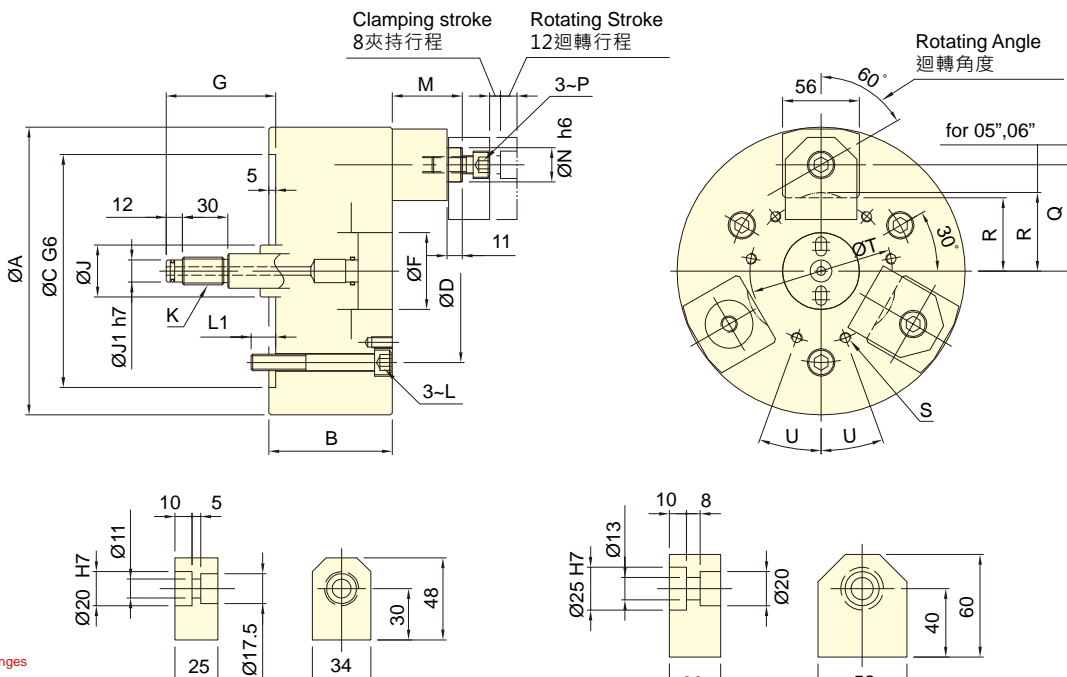 Clamping stroke
8夾持行程
Rotating Stroke
12迴轉行程
Rotating Angle
迴轉角度
G
M
3~P
56
60°
for 05”,06”
ØN h6
5
12
30
11
ØA
ØC G6
ØJ
ØJ1 h7
K
L1
ØF
ØD
3~L
B
ØT
30°
R
R
Q
S
U
U
10
5
Ø11
Ø20 H7
Ø17.5
25
30
48
34
10
8
Ø13
Ø25 H7
Ø20
40
60
nges